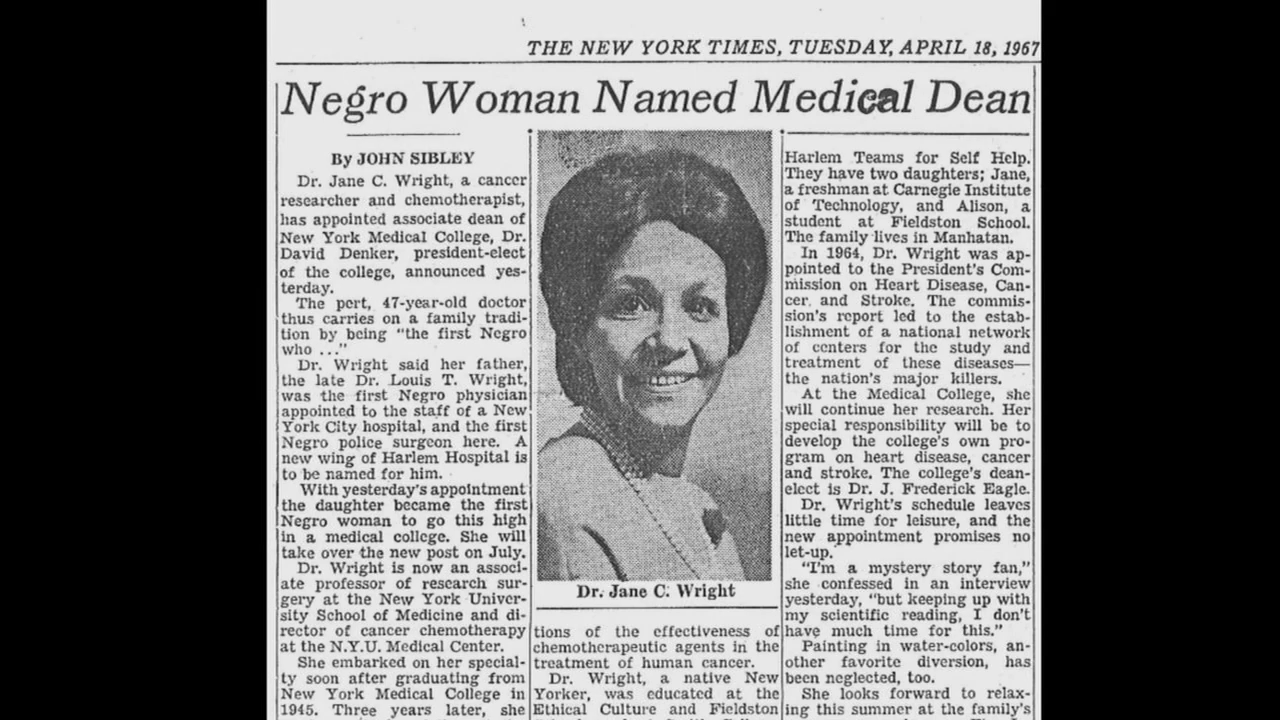 THE NEW YORK TIMES, TUESDAY, APRIL 18, 1967
Negro Woman Named Medical Dean
By JOHN SIBLEY
Dr. Jane C. Wright, a cancer
researcher and chemotherapist,
has appointed associate dean of
New York Medical College, Dr.
David Denker, president-elect
of the college, announced yes-
terday.
The pert, 47-year-old doctor
thus carries on a family tradi-
tion by being "the first Negro
who ..."
Dr. Wright said her father,
the late Dr. Louis T. Wright,
was the first Negro physician
appointed to the staff of a New
York City hospital, and the first
Negro police surgeon here. A
new wing of Harlem Hospital is
to be named for him.
With yesterday's appointment
the daughter became the first
Negro woman to go this high
in a medical college. She will
take over the new post on July.
Dr. Wright is now an associ-
ate professor of research sur-
gery at the New York Univer-
sity School of Medicine and di-
rector of cancer chemotherapy
at the N.Y.U. Medical Center.
She embarked on her special-
ty soon after graduating from
New York Medical College in
1945. Three years later, she
Dr. Jane C. Wright
tions of the effectiveness of
chemotherapeutic agents in the
treatment of human cancer.
Dr. Wright, a native New
Yorker, was educated at the
Ethical Culture and Fieldston
Harlem Teams for Self Help.
They have two daughters; Jane,
a freshman at Carnegie Institute
of Technology, and Alison, a
student at Fieldston School.
The family lives in Manhatan.
In 1964, Dr. Wright was ap-
pointed to the President's Com-
mission on Heart Disease, Can-
cer and Stroke. The commis-
sion's report led to the estab-
lishment of a national network
of centers for the study and
treatment of these diseases—
the nation's major killers.
At the Medical College, she
will continue her research. Her
special responsibility will be to
develop the college's own pro-
gram on heart disease, cancer
and stroke. The college's dean-
elect is Dr. J. Frederick Eagle.
Dr. Wright's schedule leaves
little time for leisure, and the
new appointment promises no
let-up.
"I'm a mystery story fan,"
she confessed in an interview
yesterday, "but keeping up with
my scientific reading, I don't
have much time for this."
Painting in water-colors, an-
other favorite diversion, has
been neglected, too.
She looks forward to relax-
ing this summer at the family's